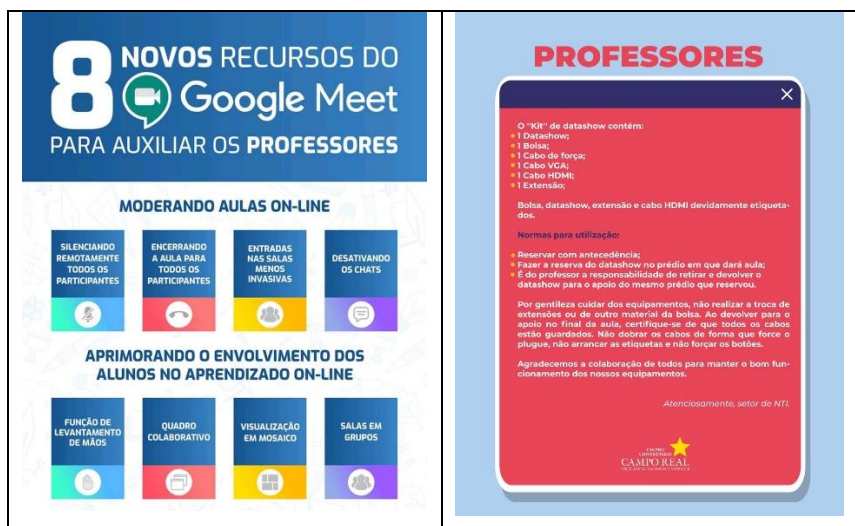 8 NOVOS RECURSOS DO
Google Meet
PARA AUXILIAR OS PROFESSORES
MODERANDO AULAS ON-LINE
SILENCIANDO
REMOTAMENTE
TODOS OS
PARTICIPANTES
ENCERRANDO
A AULA PARA
TODOS OS
PARTICIPANTES
ENTRADAS
NAS SALAS
MENOS
INVASIVAS
DESATIVANDO
OS CHATS
APRIMORANDO O ENVOLVIMENTO DOS
ALUNOS NO APRENDIZADO ON-LINE
FUNÇÃO DE
LEVANTAMENTO
DE MÃOS
QUADRO
COLABORATIVO
VISUALIZAÇÃO
EM MOSAICO
SALAS EM
GRUPOS
PROFESSORES
O "Kit" de datashow contém:
1 Datashow;
1 Bolsa;
1 Cabo de força;
1 Cabo VGA;
1 Cabo HDMI;
1 Extensão;
Bolsa, datashow, extensão e cabo HDMI devidamente etiqueta-
dos.
Normas para utilização:
Reservar com antecedência;
Fazer a reserva do datashow no prédio em que dará aula;
É do professor a responsabilidade de retirar e devolver o
datashow para o apoio do mesmo prédio que reservou.
Por gentileza cuidar dos equipamentos, não realizar a troca de
extensões ou de outro material da bolsa. Ao devolver para o
apoio no final da aula, certifique-se de que todos os cabos
estão guardados. Não dobrar os cabos de forma que force o
plugue, não arrancar as etiquetas e não forçar os botões.
Agradecemos a colaboração de todos para manter o bom fun-
cionamento dos nossos equipamentos.
Atenciosamente, setor de NTI.
CENTRO
UNIVERSITÁRIO
CAMPO REAL